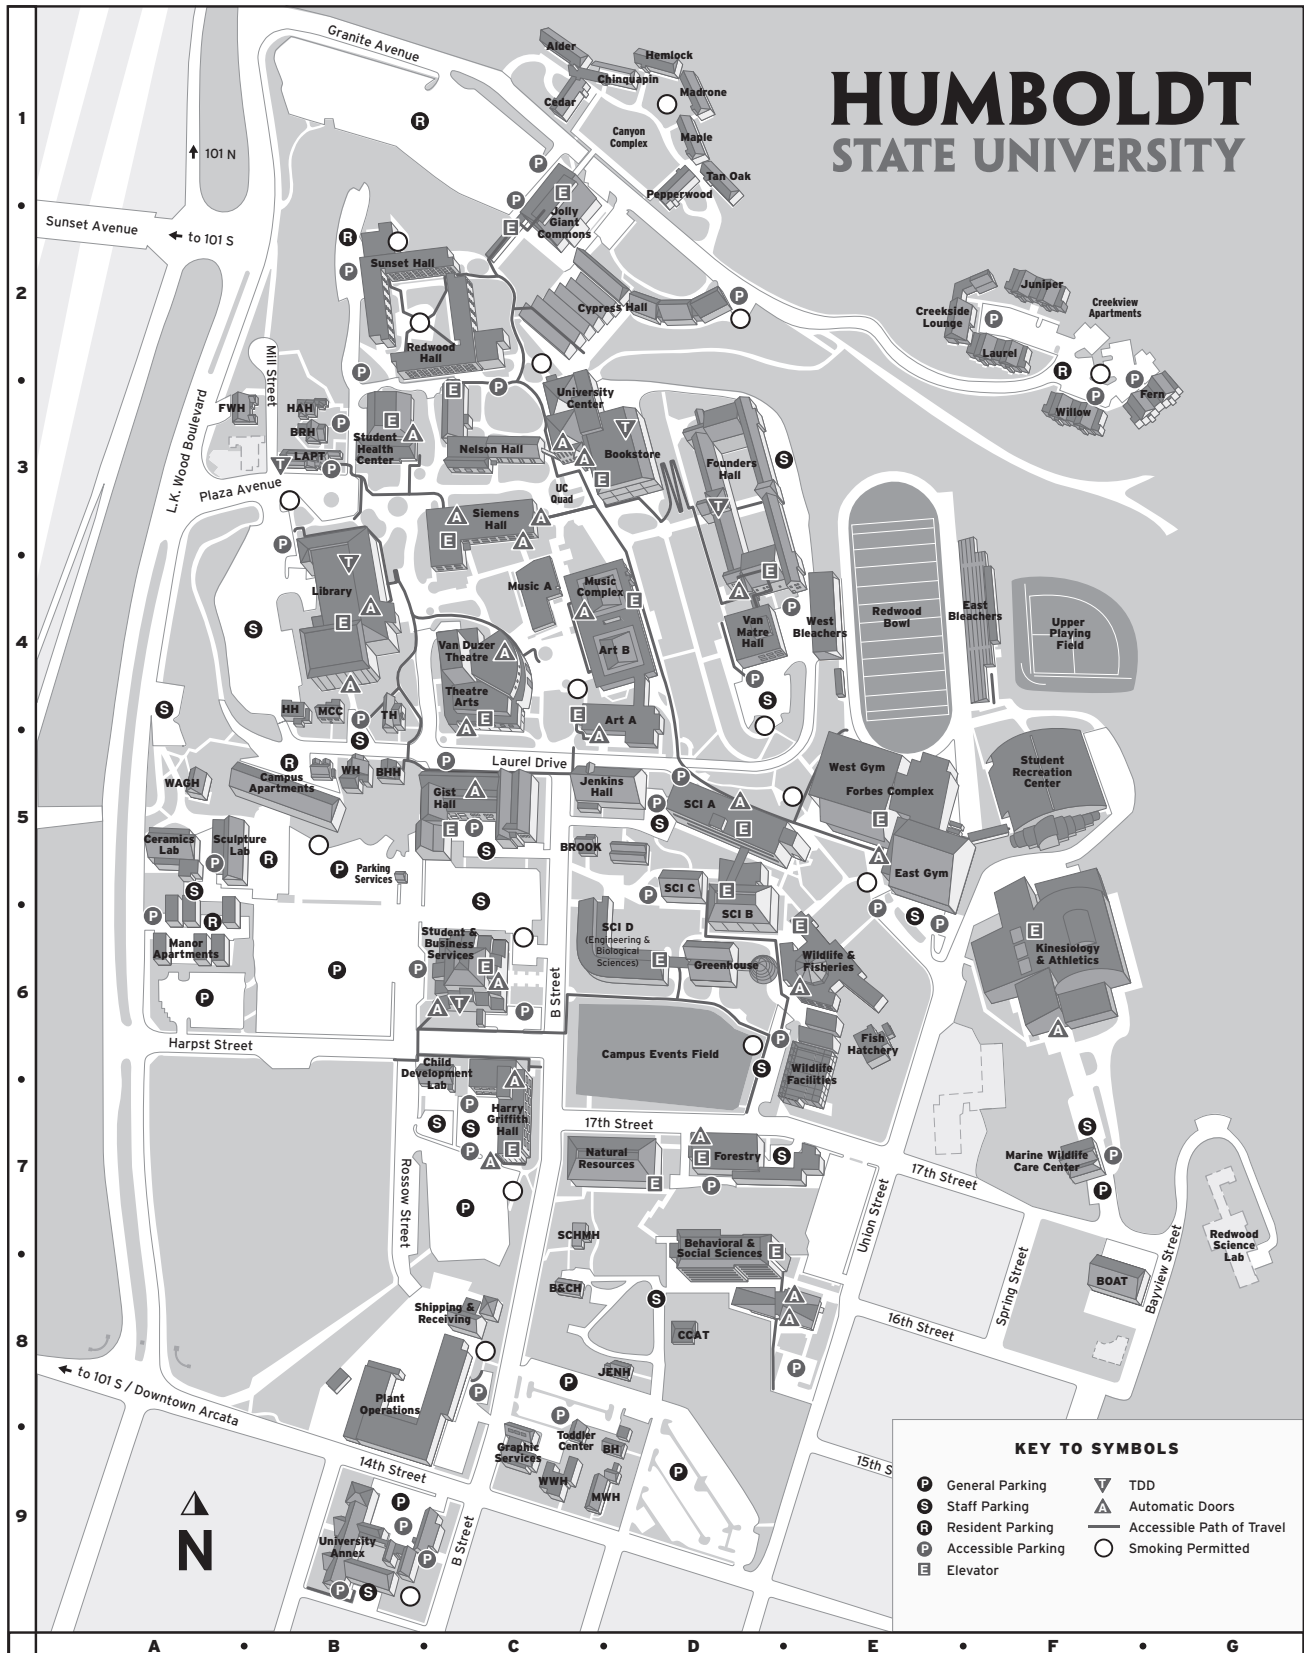 HUMBOLDT
STATE UNIVERSITY
Granite Avenue
Alder
Hemlock
Chinquapin
Madrone
Cedar
Canyon
Complex
Maple
Tan Oak
Pepperwood
1
R
101 N
P
P
E
E
Jolly
Giant
Commons
Sunset Avenue
to 101 S
R
P
Sunset Hall
2
Cypress Hall
P
Redwood
Hall
P
Juniper
Creekside
Lounge
P
Creekview
Apartments
Laurel
R
P
P
Fern
Willow
Mill Street
L.K. Wood Boulevard
FWH
HAH
BRH
P
LAPT
T
P
E
A
Student
Health
Center
E
P
Nelson Hall
University
Center
T
A
A
E
Bookstore
UC
Quad
Founders
Hall
S
T
3
Plaza Avenue
A
Siemens
Hall
A
E
A
P
T
Library
A
E
S
A
Music A
Music
Complex
E
A
Art B
E
A
P
Van
Matre
Hall
West
Bleachers
Redwood
Bowl
East
Bleachers
Upper
Playing
Field
4
Van Duzer
Theatre
A
Theatre
Arts
E
A
P
S
S
HH
MCC
P
TH
S
E
Art A
A
P
Laurel Drive
R
Campus
Apartments
WH
BHH
WAGH
Gist
Hall
A
E
P
S
Jenkins
Hall
P
S
P
SCI A
A
E
West Gym
Forbes Complex
E
A
East Gym
Student
Recreation
Center
5
Ceramics
Lab
Sculpture
Lab
P
R
S
P
Parking
Services
BROOK
P
SCI C
E
SCI B
P
S
P
P
R
S
Manor
Apartments
P
P
Student &
Business
Services
P
E
A
A
T
P
SCI D
(Engineering &
Biological
Sciences)
E
Greenhouse
E
Wildlife &
Fisheries
A
E
Kinesiology
& Athletics
A
6
B Street
Harpst Street
Campus Events Field
P
S
Fish
Hatchery
Wildlife
Facilities
Child
Development
Lab
A
P
Harry
Griffith
Hall
S
S
P
E
A
17th Street
Natural
Resources
E
A
E
Forestry
S
P
S
Marine Wildlife
Care Center
P
P
7
Rossow Street
P
17th Street
Union Street
SCHMH
Behavioral &
Social Sciences
E
Redwood
Science
Lab
Spring Street
Bayview Street
BOAT
B&CH
S
A
A
Shipping &
Receiving
CCAT
16th Street
8
P
JENH
P
P
P
to 101 S / Downtown Arcata
Plant
Operations
Graphic
Services
Toddler
Center
BH
WWH
MWH
P
14th Street
15th S
9
P
P
University
Annex
P
P
S
B Street
N
KEY TO SYMBOLS
P General Parking
S Staff Parking
R Resident Parking
P Accessible Parking
E Elevator
T TDD
A Automatic Doors
Accessible Path of Travel
Smoking Permitted
A B C D E F G